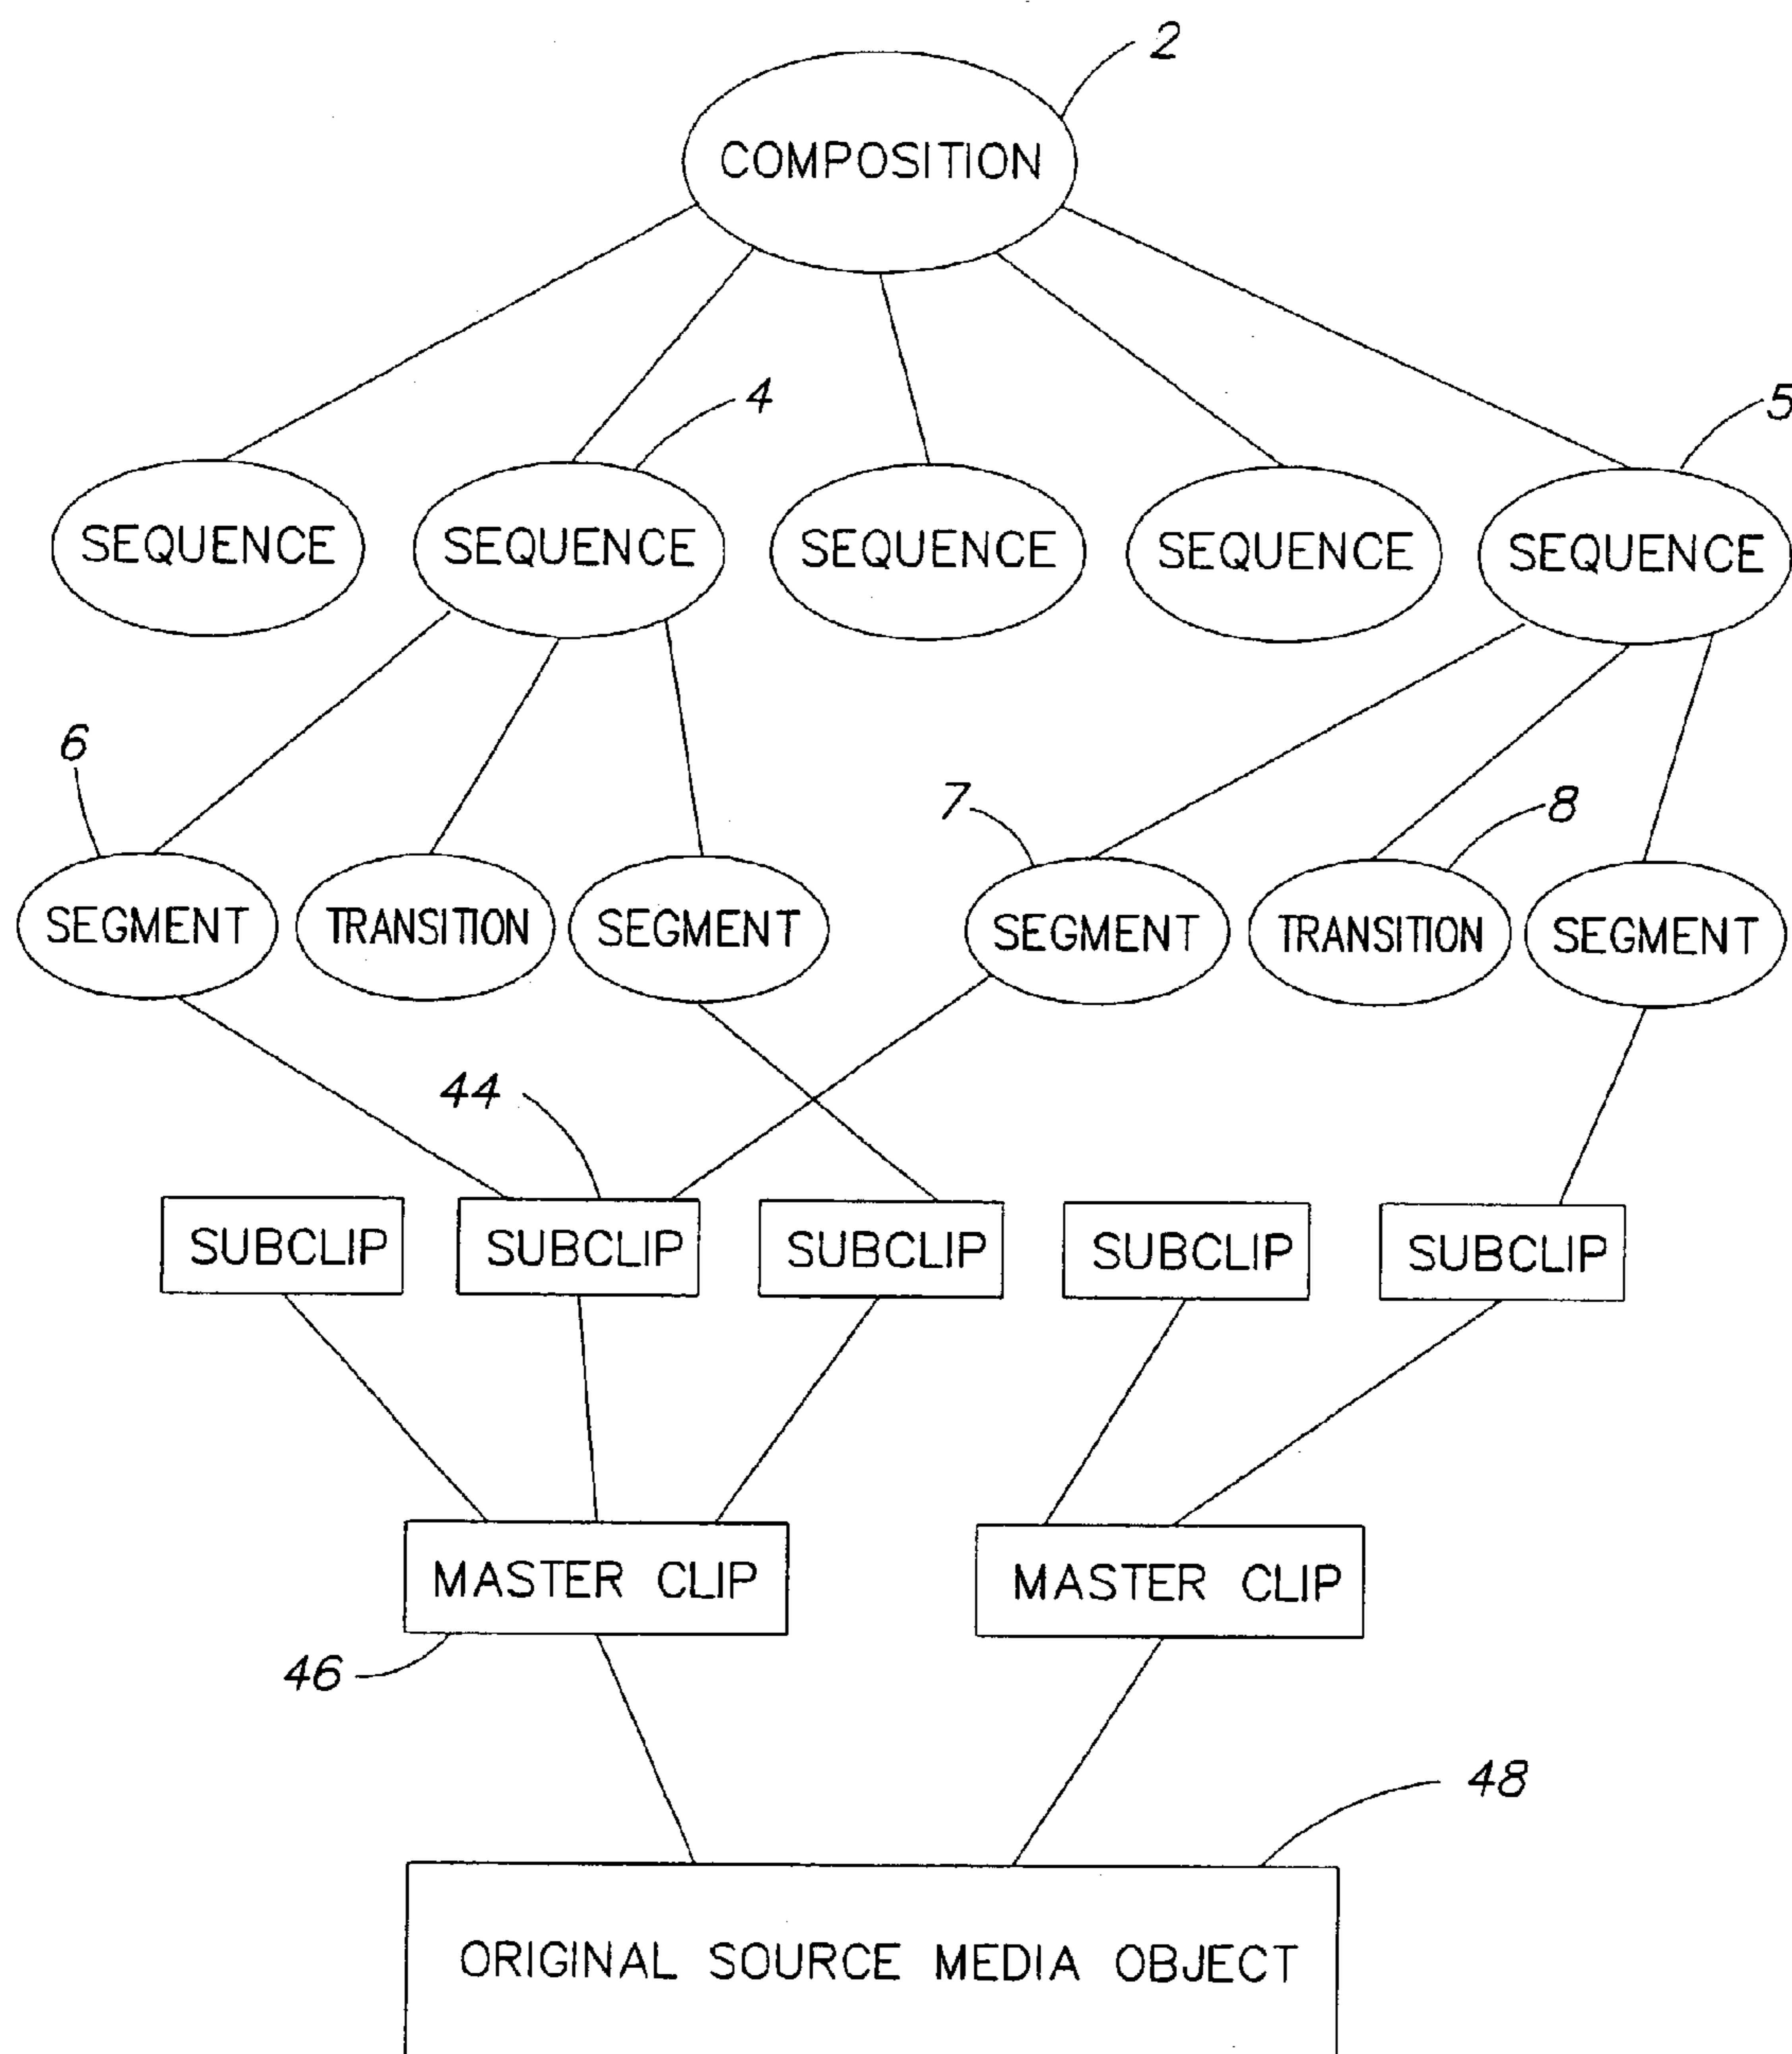 2
COMPOSITION
4
5
SEQUENCE
SEQUENCE
SEQUENCE
SEQUENCE
SEQUENCE
6
7
8
SEGMENT
TRANSITION
SEGMENT
SEGMENT
TRANSITION
SEGMENT
44
SUBCLIP
SUBCLIP
SUBCLIP
SUBCLIP
SUBCLIP
MASTER CLIP
MASTER CLIP
46
48
ORIGINAL SOURCE MEDIA OBJECT